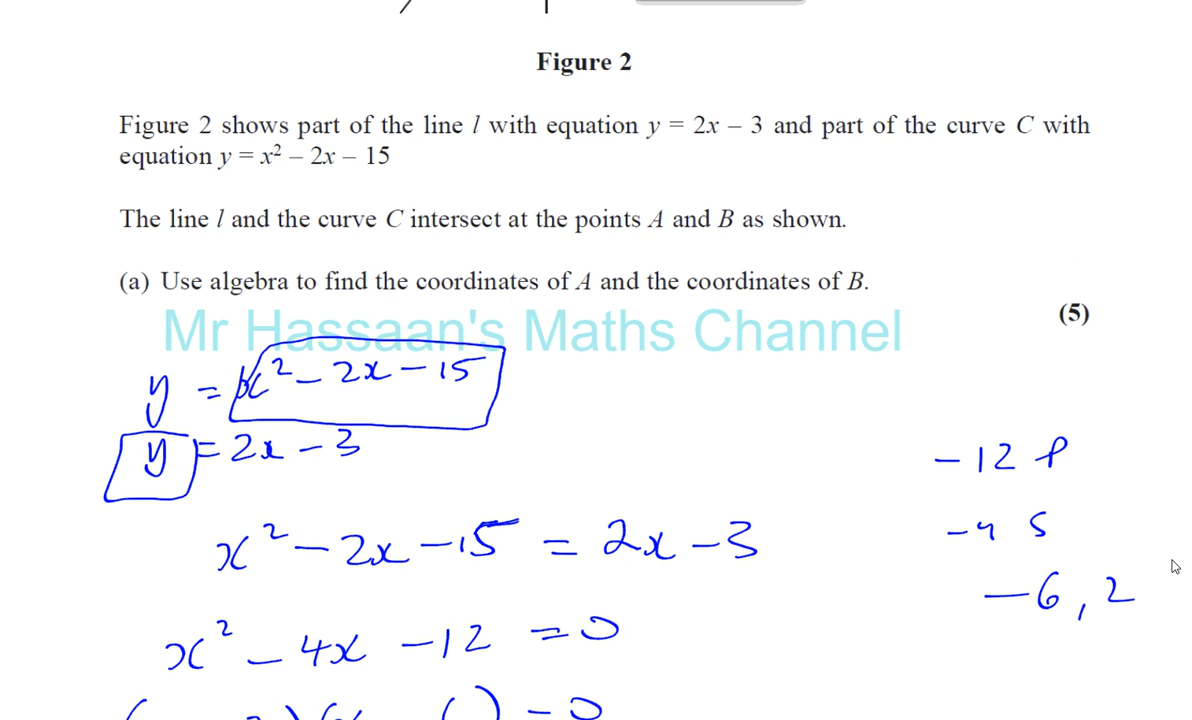 Figure 2
Figure 2 shows part of the line l with equation y = 2x – 3 and part of the curve C with
equation y = x² – 2x – 15
The line l and the curve C intersect at the points A and B as shown.
(a) Use algebra to find the coordinates of A and the coordinates of B.
(5)
Mr Hassaan's Maths Channel
y = x² – 2x – 15
y = 2x – 3
-12 P
-4 S
-6, 2
x² – 2x – 15 = 2x – 3
x² – 4x – 12 = 0